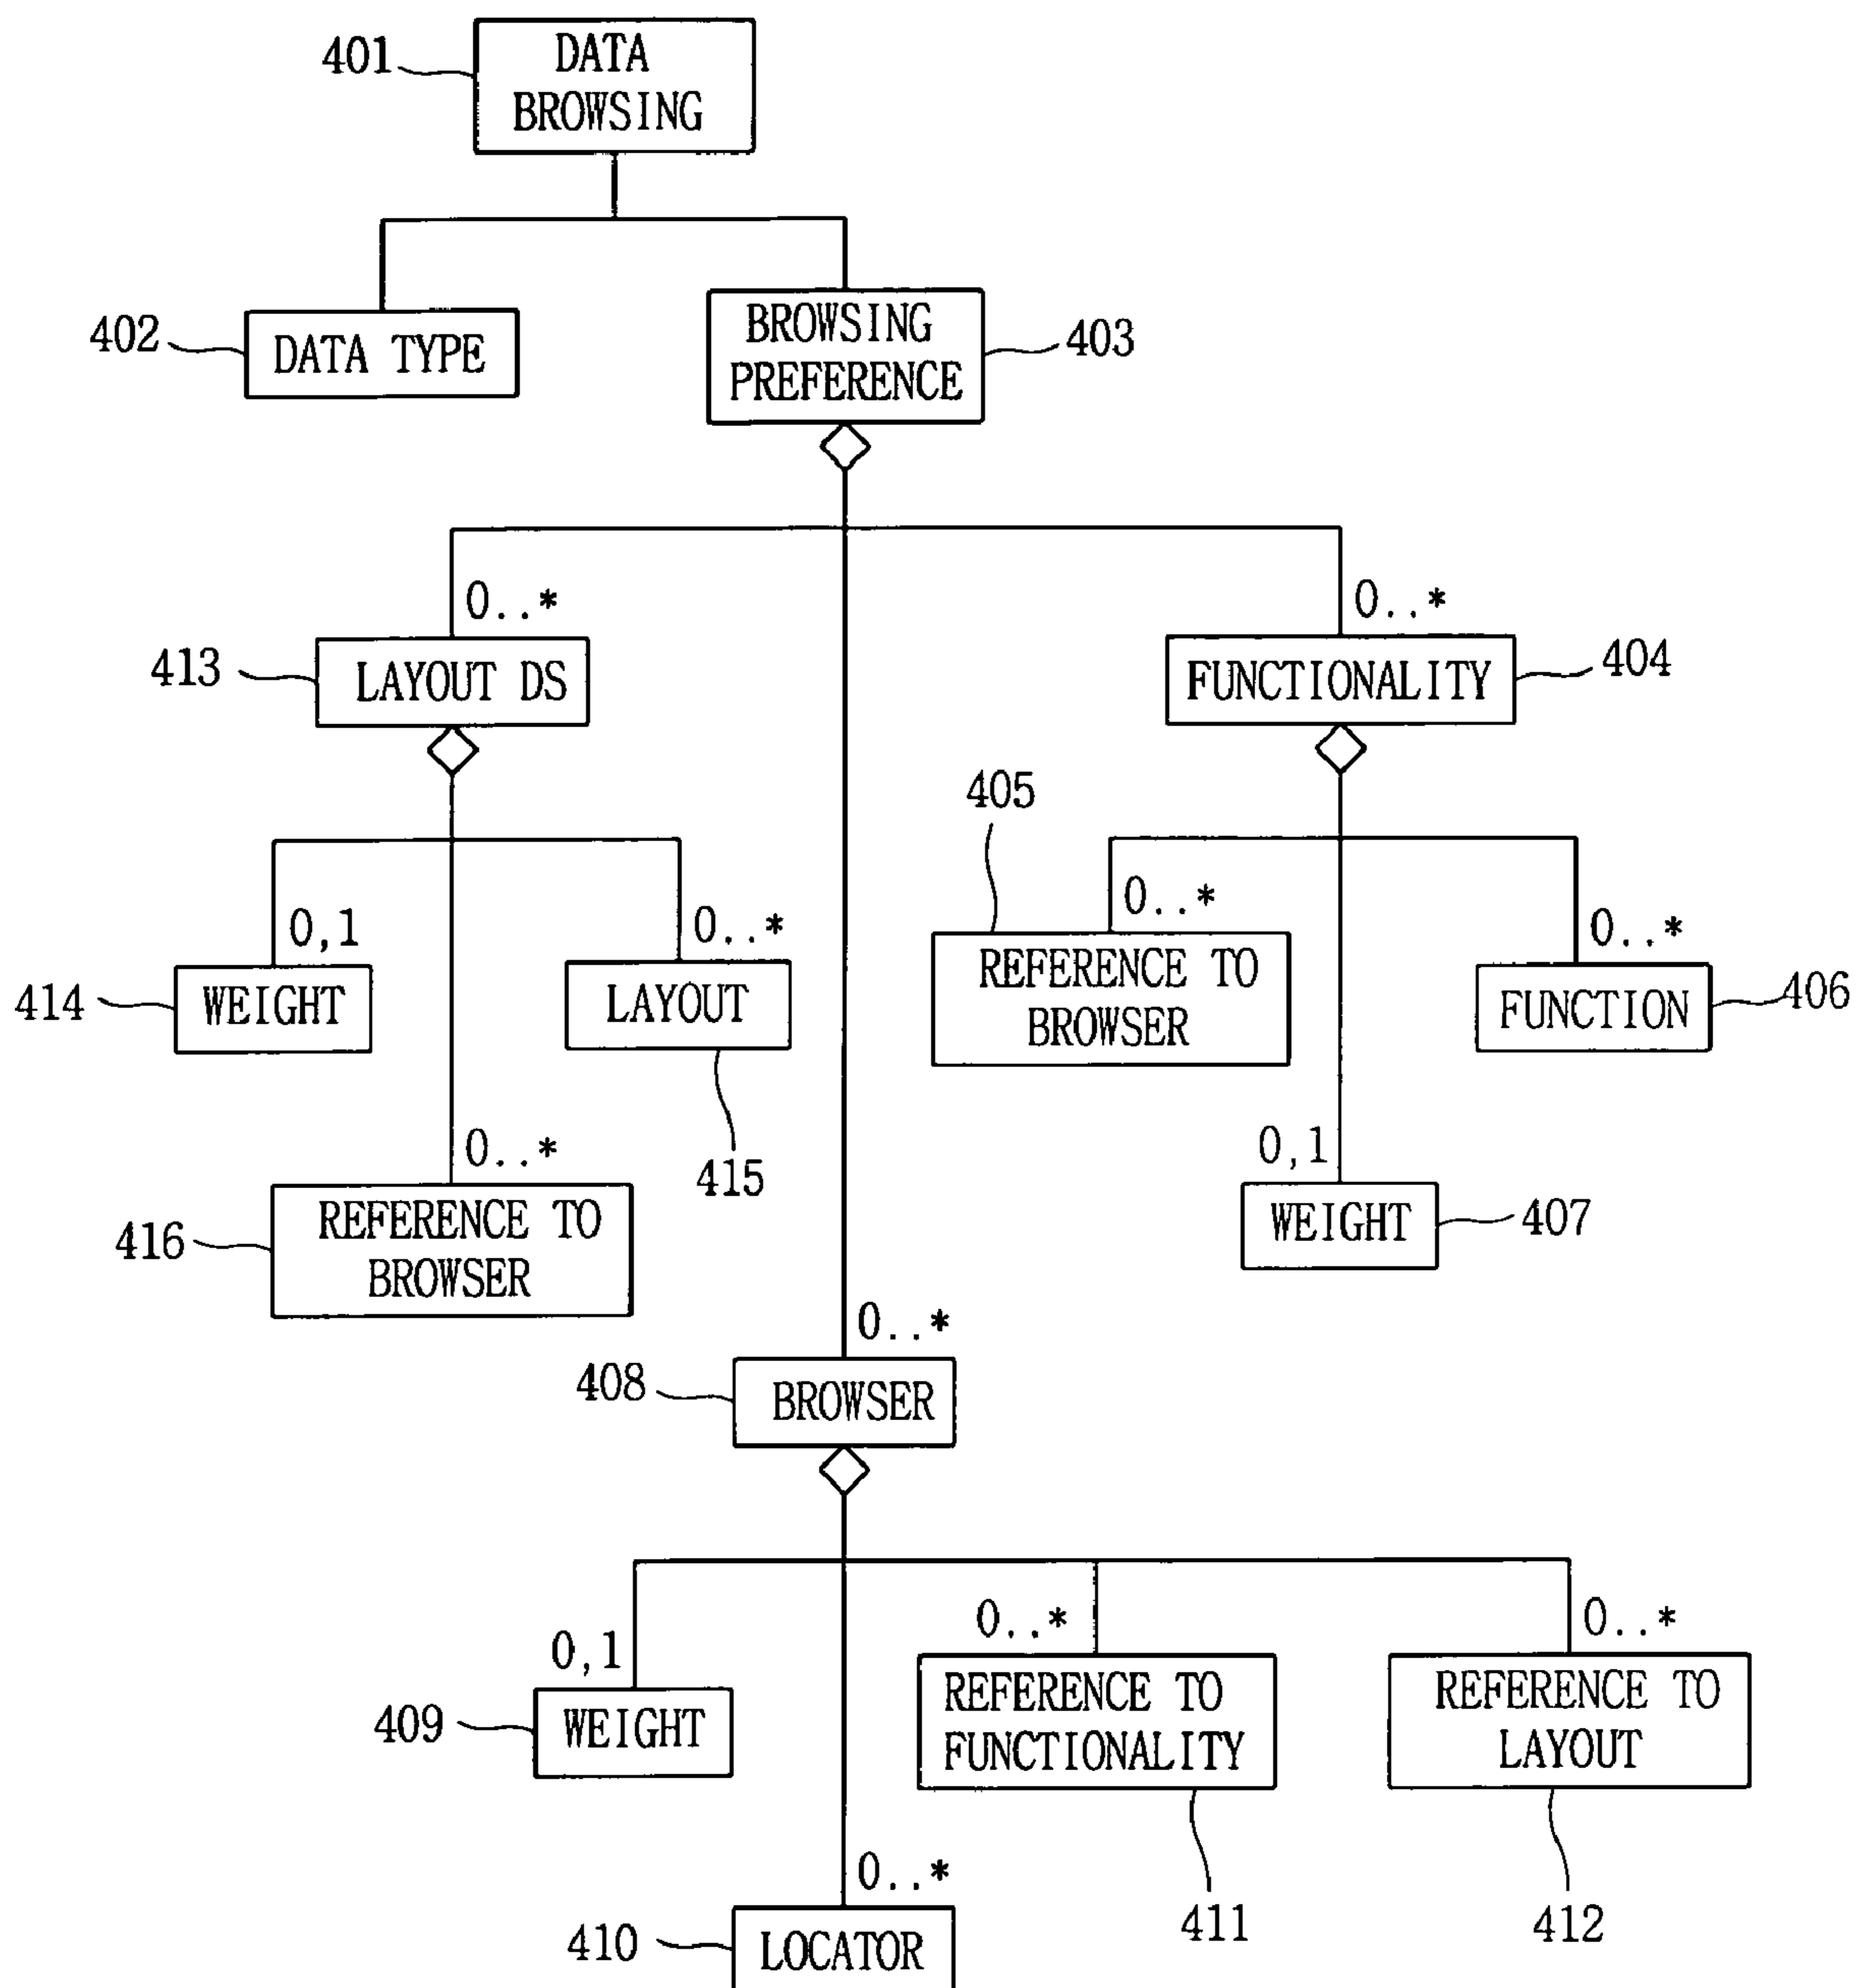 401
DATA
BROWSING
402
DATA TYPE
BROWSING
PREFERENCE
403
0..*
0..*
413
LAYOUT DS
FUNCTIONALITY
404
405
0,1
0..*
0..*
0..*
414
WEIGHT
LAYOUT
REFERENCE TO
BROWSER
FUNCTION
406
0..*
415
0,1
416
REFERENCE TO
BROWSER
WEIGHT
407
0..*
408
BROWSER
0,1
0..*
0..*
409
WEIGHT
REFERENCE TO
FUNCTIONALITY
REFERENCE TO
LAYOUT
0..*
411
412
410
LOCATOR